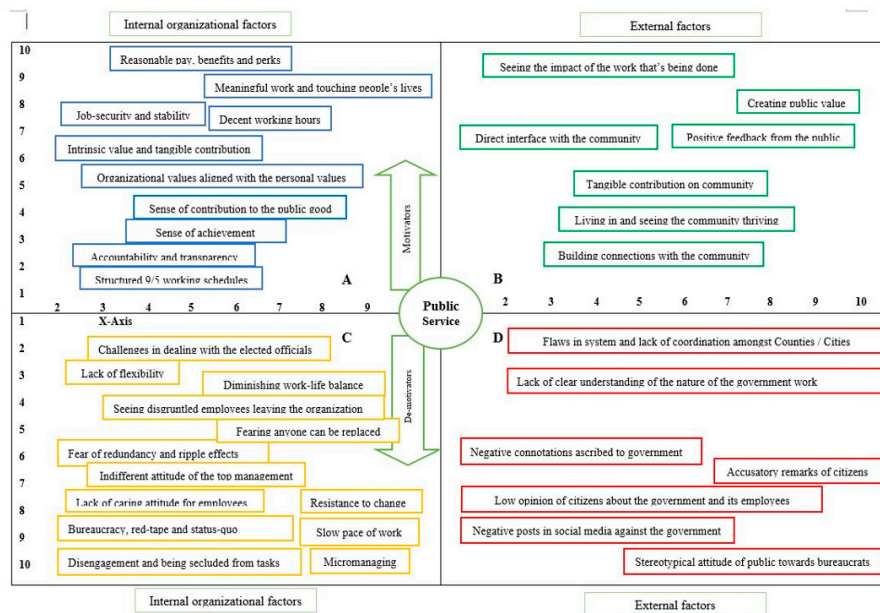 Internal organizational factors
External factors
10
Reasonable pay, benefits and perks
Seeing the impact of the work that's being done
9
Meaningful work and touching people's lives
Creating public value
8
Job-security and stability
Decent working hours
7
Direct interface with the community
Positive feedback from the public
6
Intrinsic value and tangible contribution
5
Organizational values aligned with the personal values
Tangible contribution on community
4
Sense of contribution to the public good
Living in and seeing the community thriving
3
Sense of achievement
Motivators
2
Accountability and transparency
Building connections with the community
1
Structured 9/5 working schedules
A
B
2 3 4 5 6 7 8 9
Public
Service
2 3 4 5 6 7 8 9 10
1
X-Axis
C
D
2
Challenges in dealing with the elected officials
Flaws in system and lack of coordination amongst Counties / Cities
3
Lack of flexibility
Diminishing work-life balance
Lack of clear understanding of the nature of the government work
4
Seeing disgruntled employees leaving the organization
De-motivators
5
Fearing anyone can be replaced
6
Fear of redundancy and ripple effects
Negative connotations ascribed to government
7
Indifferent attitude of the top management
Accusatory remarks of citizens
8
Lack of caring attitude for employees
Resistance to change
Low opinion of citizens about the government and its employees
9
Bureaucracy, red-tape and status-quo
Slow pace of work
Negative posts in social media against the government
10
Disengagement and being secluded from tasks
Micromanaging
Stereotypical attitude of public towards bureaucrats
Internal organizational factors
External factors